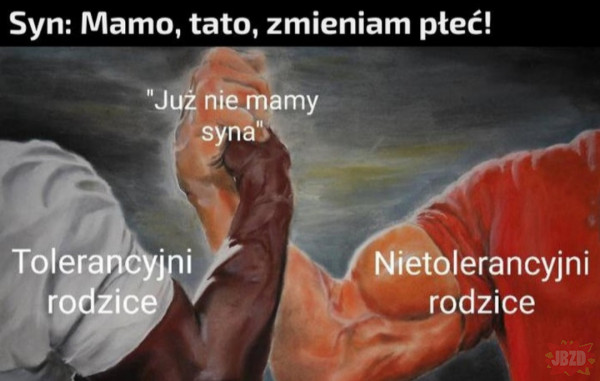 Syn: Mamo, tato, zmieniam płeć!
"Już nie mamy
syna"
Tolerancyjni
rodzice
Nietolerancyjni
rodzice
JBZD